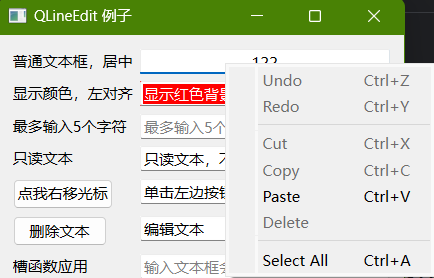 QLineEdit 例子
普通文本框，居中 122
显示颜色，左对齐 显示红色背景
最多输入5个字符 最多输入5个
只读文本 只读文本，
点我右移光标 单击左边按钮
删除文本 编辑文本
槽函数应用 输入文本框会
Undo Ctrl+Z
Redo Ctrl+Y
Cut Ctrl+X
Copy Ctrl+C
Paste Ctrl+V
Delete
Select All Ctrl+A